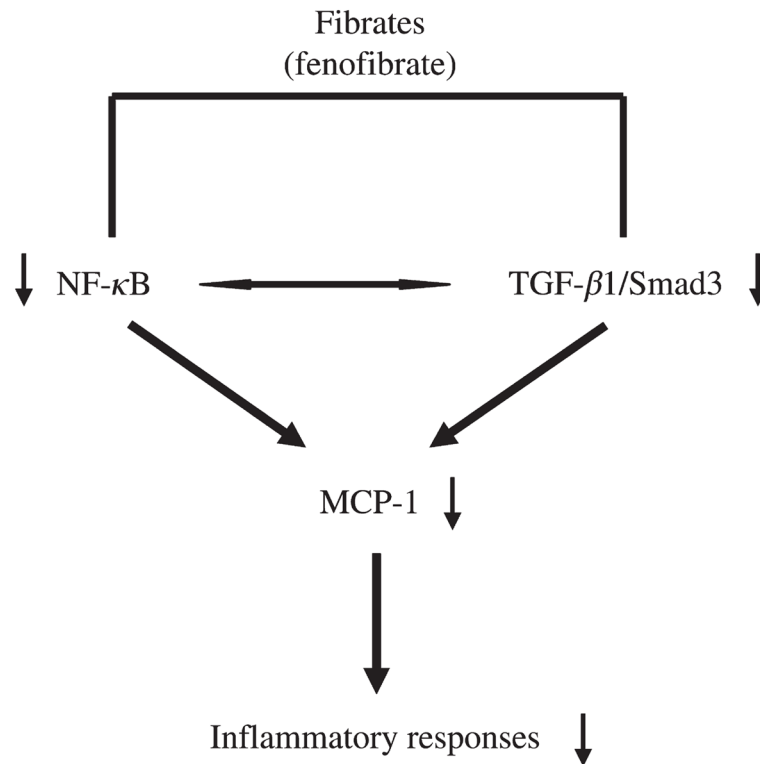 Fibrates
(fenofibrate)
NF-κB
TGF-β1/Smad3
MCP-1
Inflammatory responses